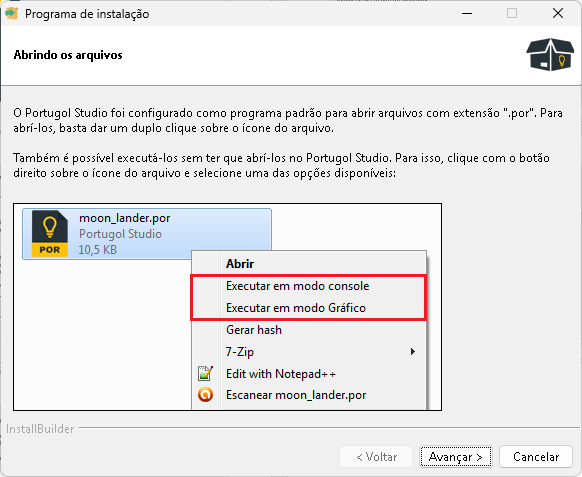 Programa de instalação
Abrindo os arquivos
O Portugol Studio foi configurado como programa padrão para abrir arquivos com extensão ".por". Para
abrí-los, basta dar um duplo clique sobre o ícone do arquivo.
Também é possível executá-los sem ter que abrí-los no Portugol Studio. Para isso, clique com o botão
direito sobre o ícone do arquivo e selecione uma das opções disponíveis:
moon_lander.por
Portugol Studio
POR
10,5 KB
Abrir
Executar em modo console
Executar em modo Gráfico
Gerar hash
7-Zip
Edit with Notepad++
Escanear moon_lander.por
InstallBuilder
< Voltar
Avançar >
Cancelar